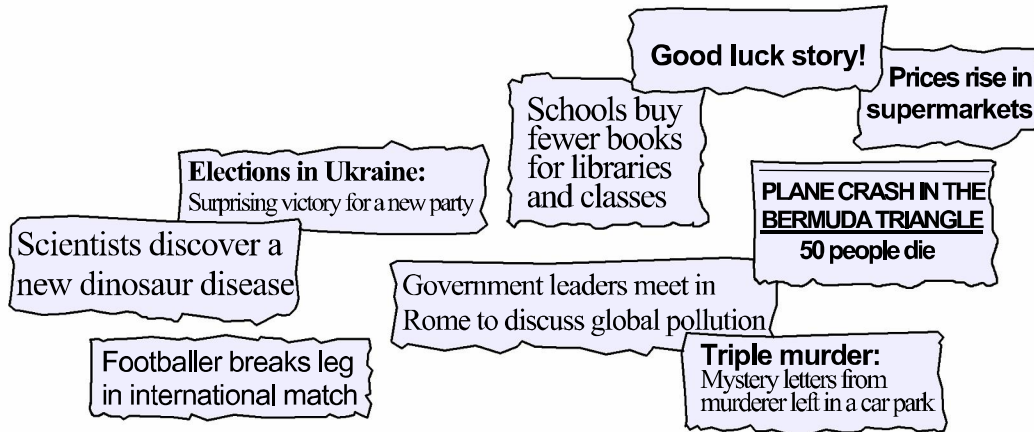 Good luck story!
Prices rise in
supermarkets
Schools buy
fewer books
for libraries
and classes
Elections in Ukraine:
Surprising victory for a new party
PLANE CRASH IN THE
BERMUDA TRIANGLE
50 people die
Scientists discover a
new dinosaur disease
Government leaders meet in
Rome to discuss global pollution
Footballer breaks leg
in international match
Triple murder:
Mystery letters from
murderer left in a car park